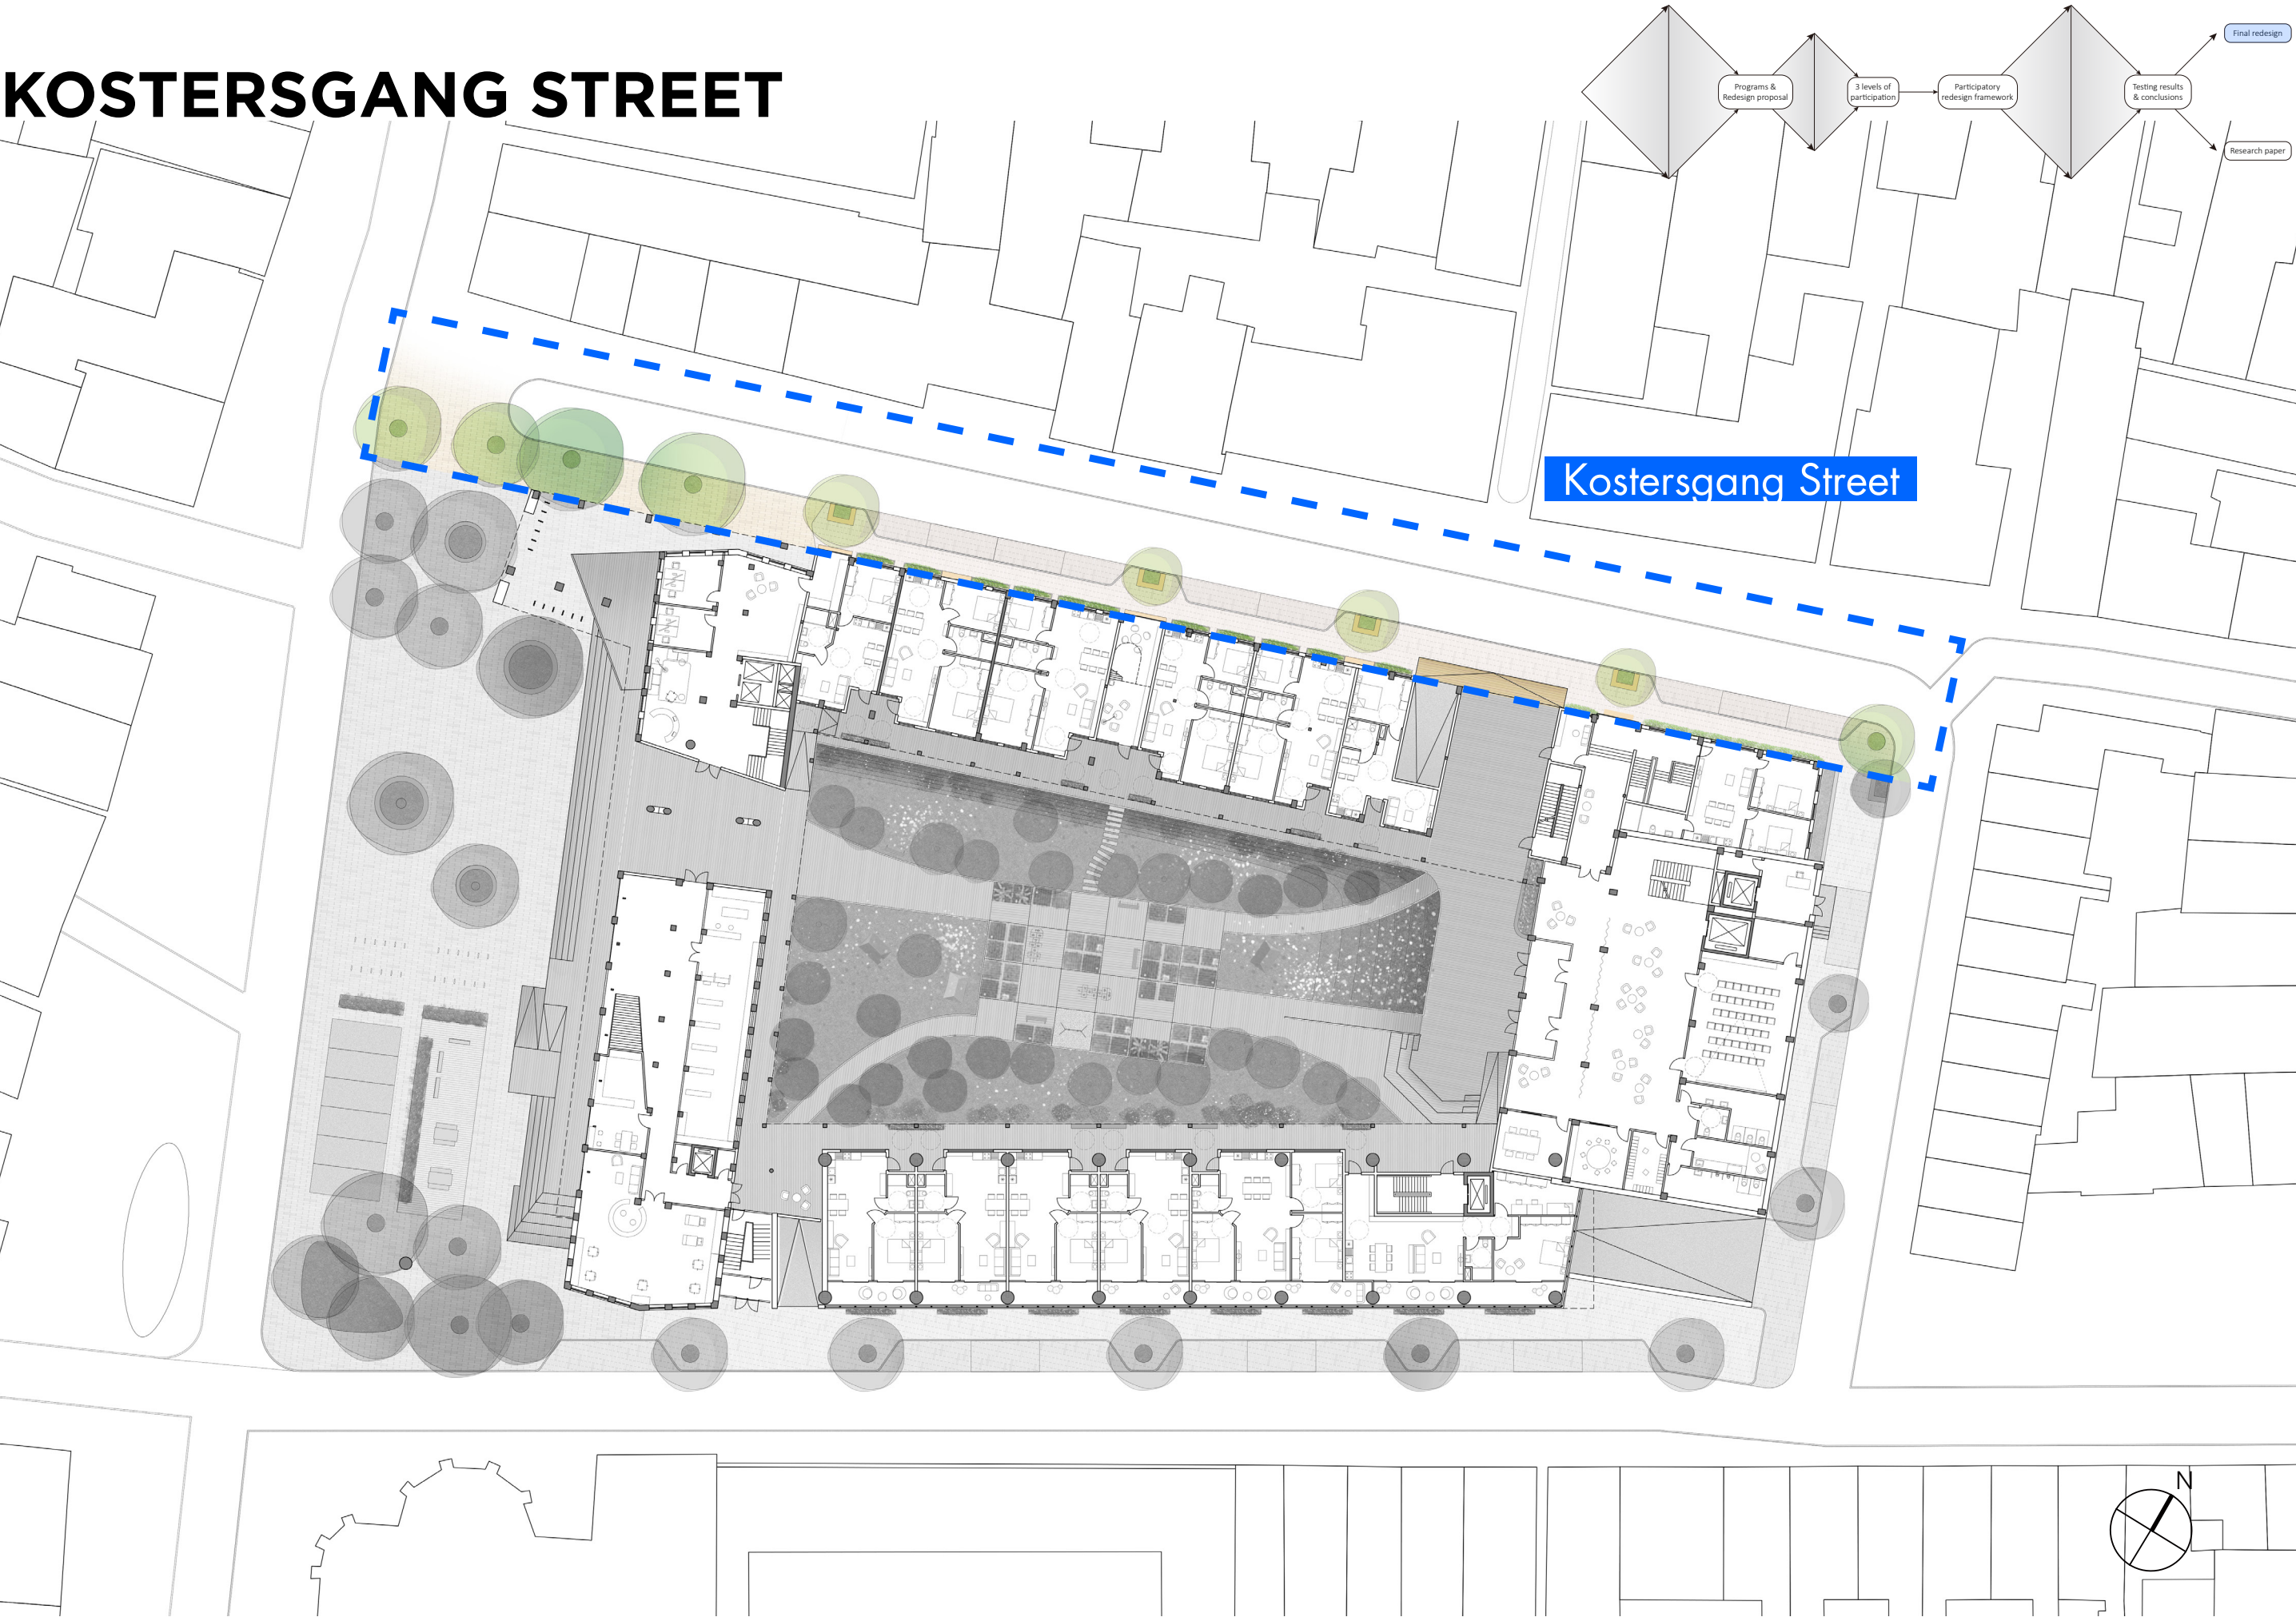 KOSTERSGANG STREET
Programs &
Redesign proposal
3 levels of
participation
Participatory
redesign framework
Testing results
& conclusions
Final redesign
Research paper
Kostersgang Street
N